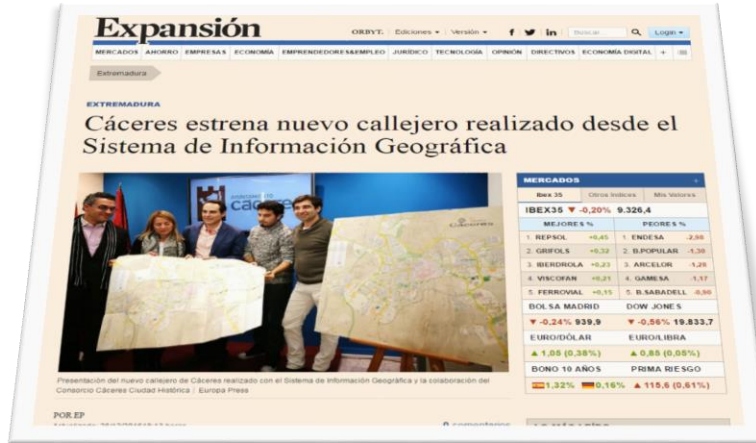 Expansión
ORBYT. Ediciones Versión f in Buscar Login
MERCADOS AHORRO EMPRESAS ECONOMÍA EMPRENDEDORES&EMPLEO JURÍDICO TECNOLOGÍA OPINIÓN DIRECTIVOS ECONOMÍA DIGITAL +
Extremadura
EXTREMADURA
Cáceres estrena nuevo callejero realizado desde el
Sistema de Información Geográfica
AYUNTAMIENTO
cáceres
Cáceres
Presentación del nuevo callejero de Cáceres realizado con el Sistema de Información Geográfica y la colaboración del
Consorcio Cáceres Ciudad Histórica | Europa Press
POR EP
0 comentarios
MERCADOS +
Ibex 35 Otros índices Mis Valores
IBEX35 ▼ -0,20% 9.326,4
MEJORES % PEORES %
1. REPSOL +0,45 1. ENDESA -2,98
2. GRIFOLS +0,32 2. B.POPULAR -1,30
3. IBERDROLA +0,23 3. ARCELOR -1,28
4. VISCOFAN +0,21 4. GAMESA -1,17
5. FERROVIAL +0,15 5. B.SABADELL -0,90
BOLSA MADRID DOW JONES
▼ -0,24% 939,9 ▼ -0,56% 19.833,7
EURO/DÓLAR EURO/LIBRA
▲ 1,05 (0,38%) ▲ 0,85 (0,05%)
BONO 10 AÑOS PRIMA RIESGO
1,32% 0,16% ▲ 115,6 (0,61%)